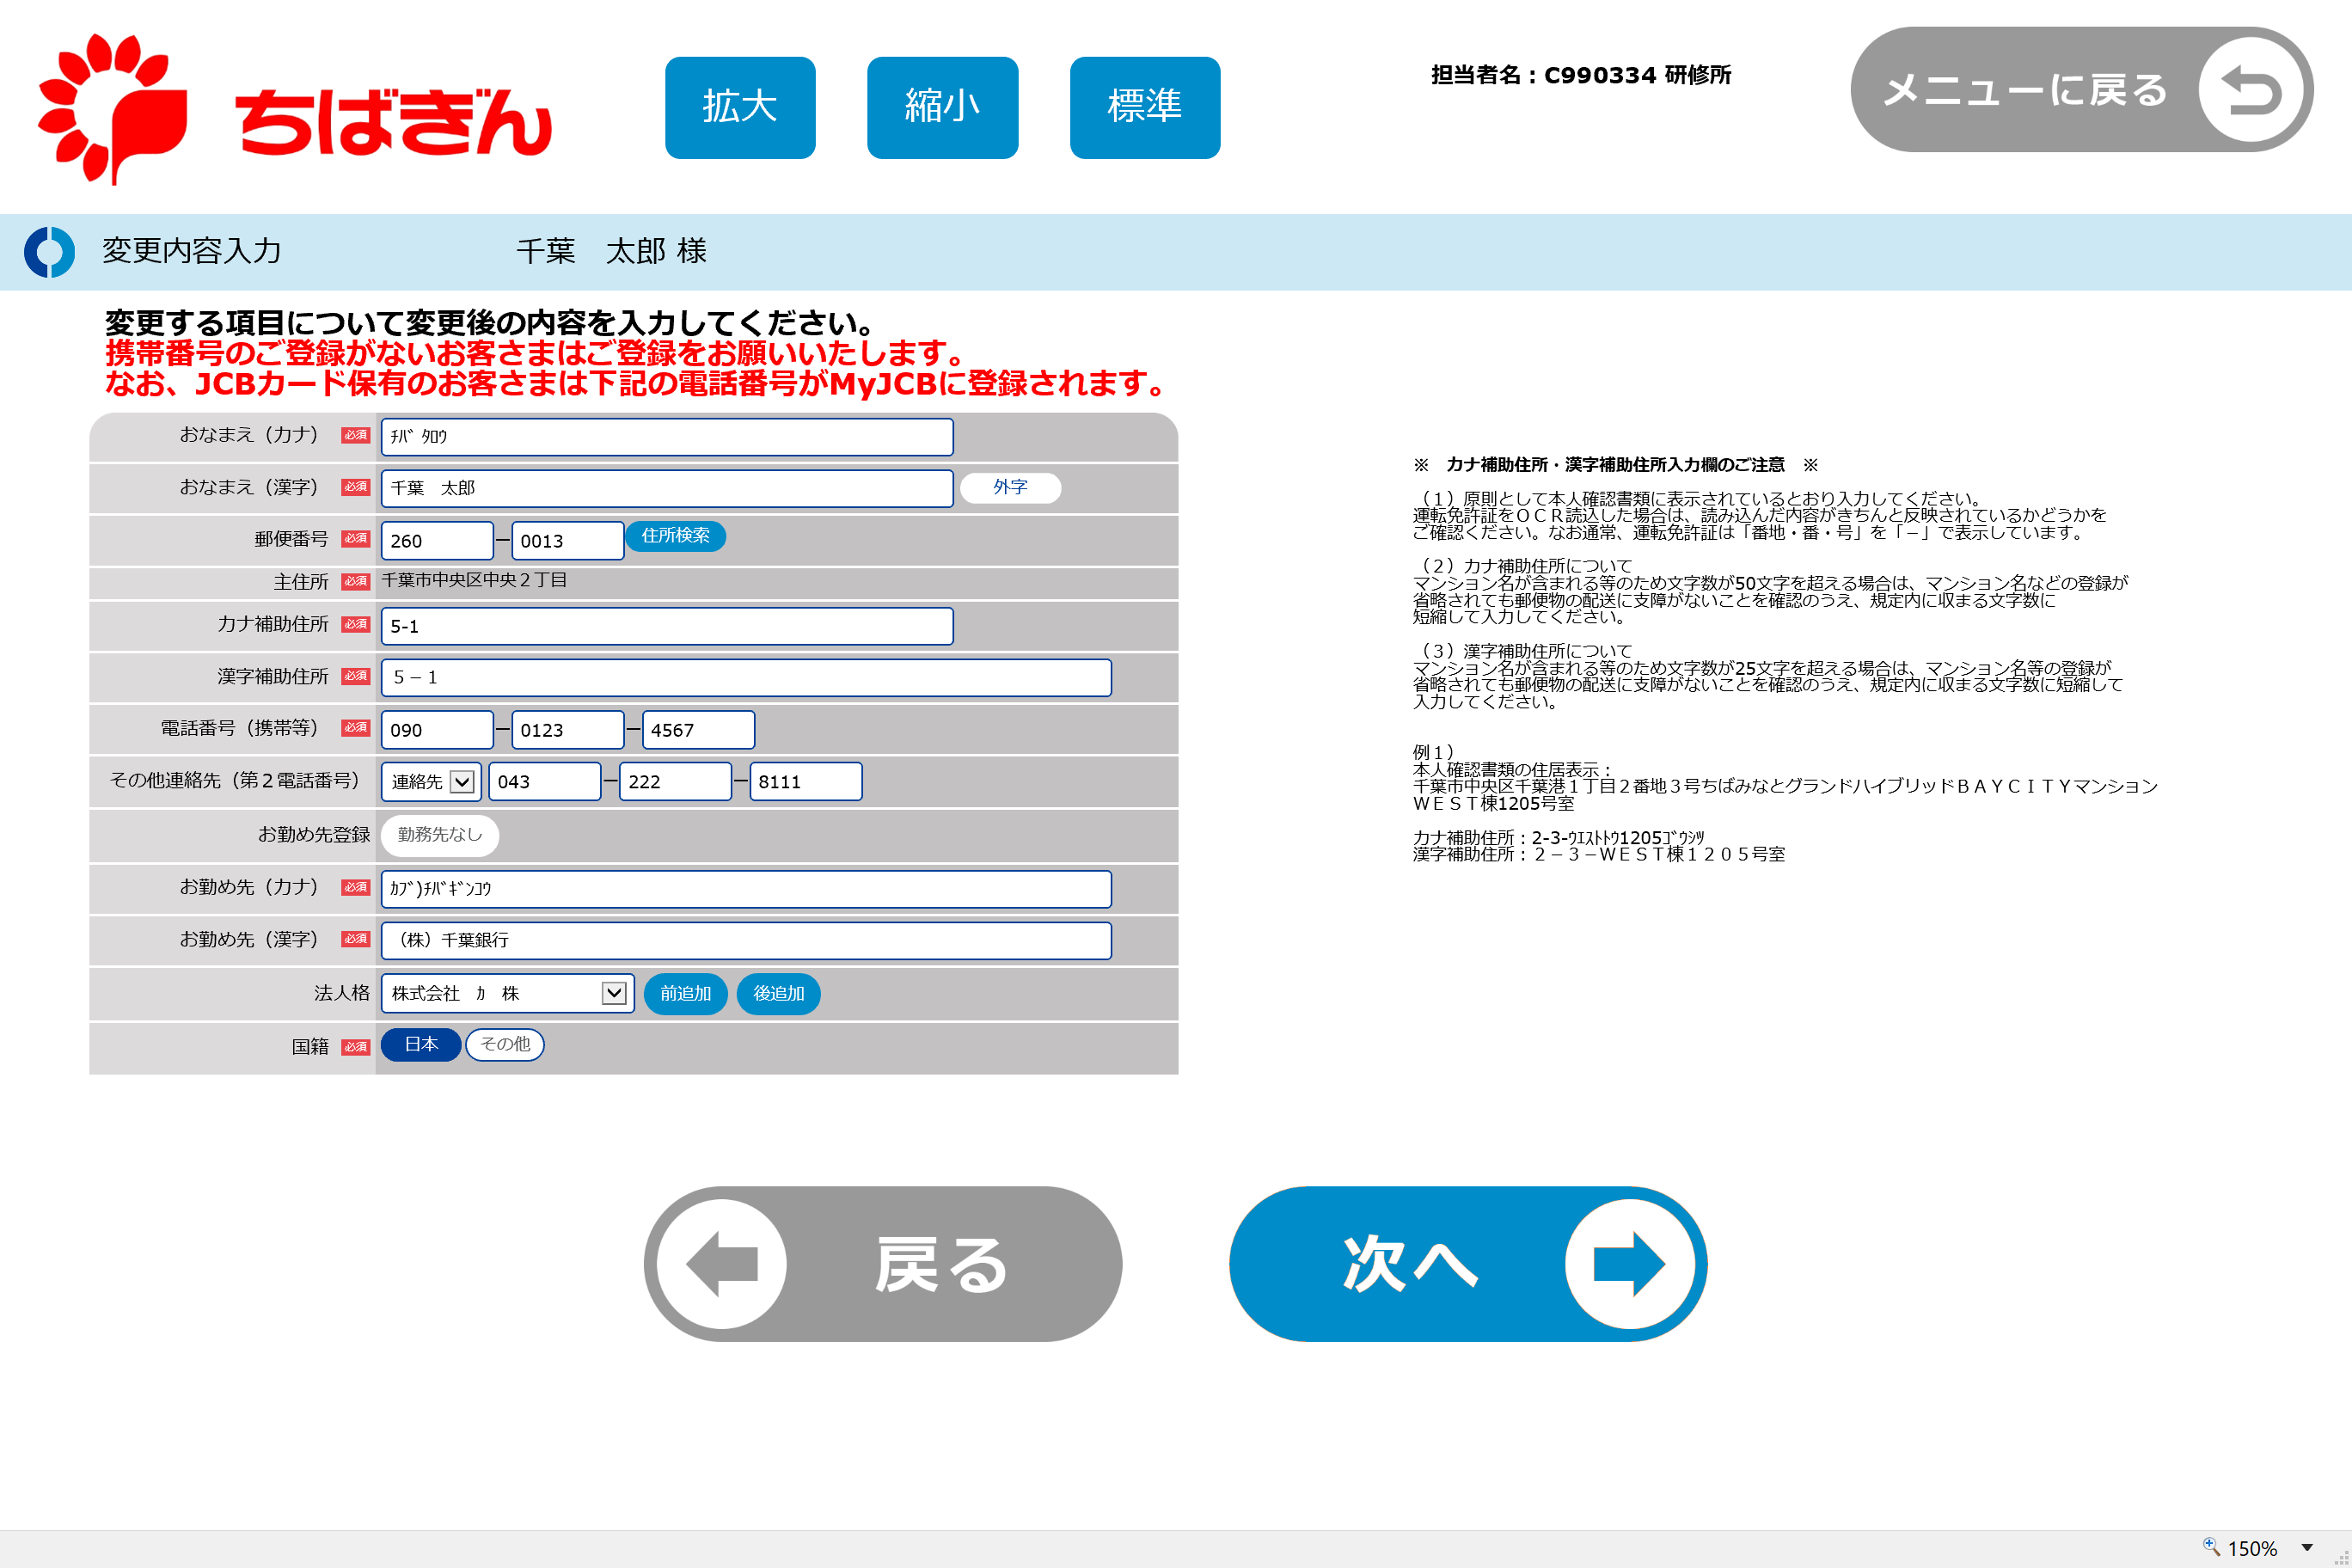 ちばぎん
拡大 縮小 標準
担当者名：C990334 研修所
メニューに戻る
変更内容入力 千葉　太郎 様
変更する項目について変更後の内容を入力してください。
携帯番号のご登録がないお客さまはご登録をお願いいたします。
なお、JCBカード保有のお客さまは下記の電話番号がMyJCBに登録されます。
おなまえ（カナ） 必須 ﾁﾊﾞ ﾀﾛｳ
おなまえ（漢字） 必須 千葉　太郎 外字
郵便番号 必須 260 － 0013 住所検索
主住所 必須 千葉市中央区中央２丁目
カナ補助住所 必須 5-1
漢字補助住所 必須 ５－１
電話番号（携帯等） 必須 090 － 0123 － 4567
その他連絡先（第２電話番号） 連絡先 043 － 222 － 8111
お勤め先登録 勤務先なし
お勤め先（カナ） 必須 ｶﾌﾞ)ﾁﾊﾞｷﾞﾝｺｳ
お勤め先（漢字） 必須 （株）千葉銀行
法人格 株式会社　ｶ　株 前追加 後追加
国籍 必須 日本 その他
※　カナ補助住所・漢字補助住所入力欄のご注意　※
（１）原則として本人確認書類に表示されているとおり入力してください。
運転免許証をＯＣＲ読込した場合は、読み込んだ内容がきちんと反映されているかどうかを
ご確認ください。なお通常、運転免許証は「番地・番・号」を「－」で表示しています。
（２）カナ補助住所について
マンション名が含まれる等のため文字数が50文字を超える場合は、マンション名などの登録が
省略されても郵便物の配送に支障がないことを確認のうえ、規定内に収まる文字数に
短縮して入力してください。
（３）漢字補助住所について
マンション名が含まれる等のため文字数が25文字を超える場合は、マンション名等の登録が
省略されても郵便物の配送に支障がないことを確認のうえ、規定内に収まる文字数に短縮して
入力してください。
例１）
本人確認書類の住居表示：
千葉市中央区千葉港１丁目２番地３号ちばみなとグランドハイブリッドＢＡＹＣＩＴＹマンション
ＷＥＳＴ棟1205号室
カナ補助住所：2-3-ｳｴｽﾄﾄｳ1205ｺﾞｳｼﾂ
漢字補助住所：２－３－ＷＥＳＴ棟１２０５号室
戻る 次へ
150%